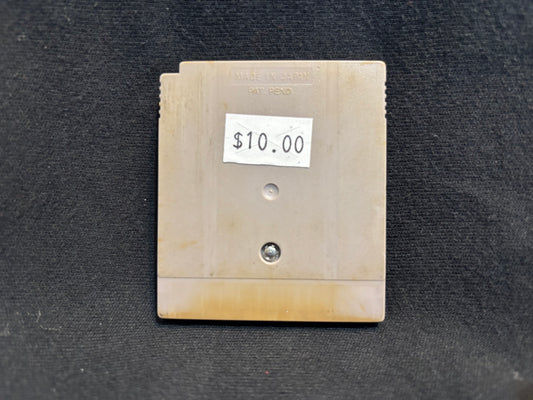 MADE IN JAPAN
PAT. PEND.
$10.00